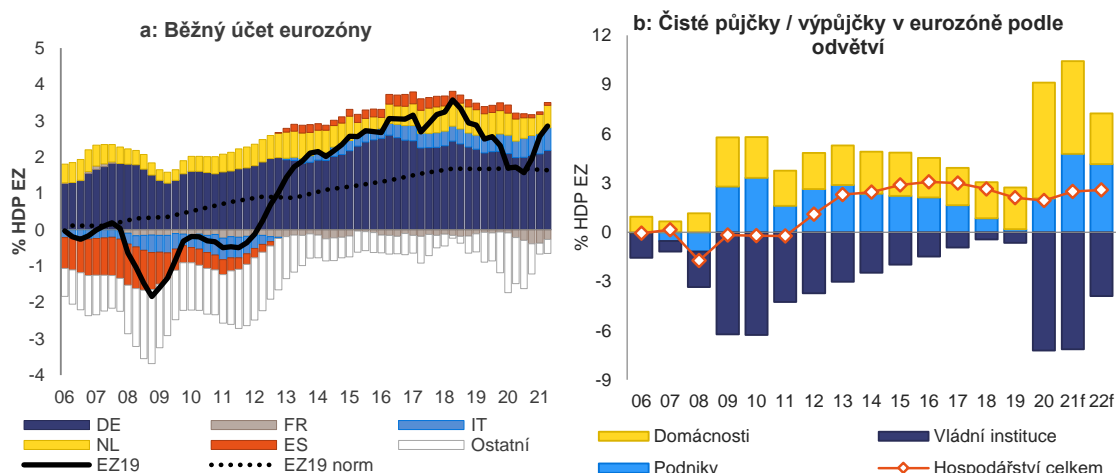 a: Běžný účet eurozóny
% HDP EZ
5
4
3
2
1
0
-1
-2
-3
-4
06 07 08 09 10 11 12 13 14 15 16 17 18 19 20 21
DE FR IT
NL ES Ostatní
EZ19 EZ19 norm
b: Čisté půjčky / výpůjčky v eurozóně podle
odvětví
% HDP EZ
12
9
6
3
0
-3
-6
-9
06 07 08 09 10 11 12 13 14 15 16 17 18 19 20 21f 22f
Domácnosti Vládní instituce
Podniky Hospodářství celkem